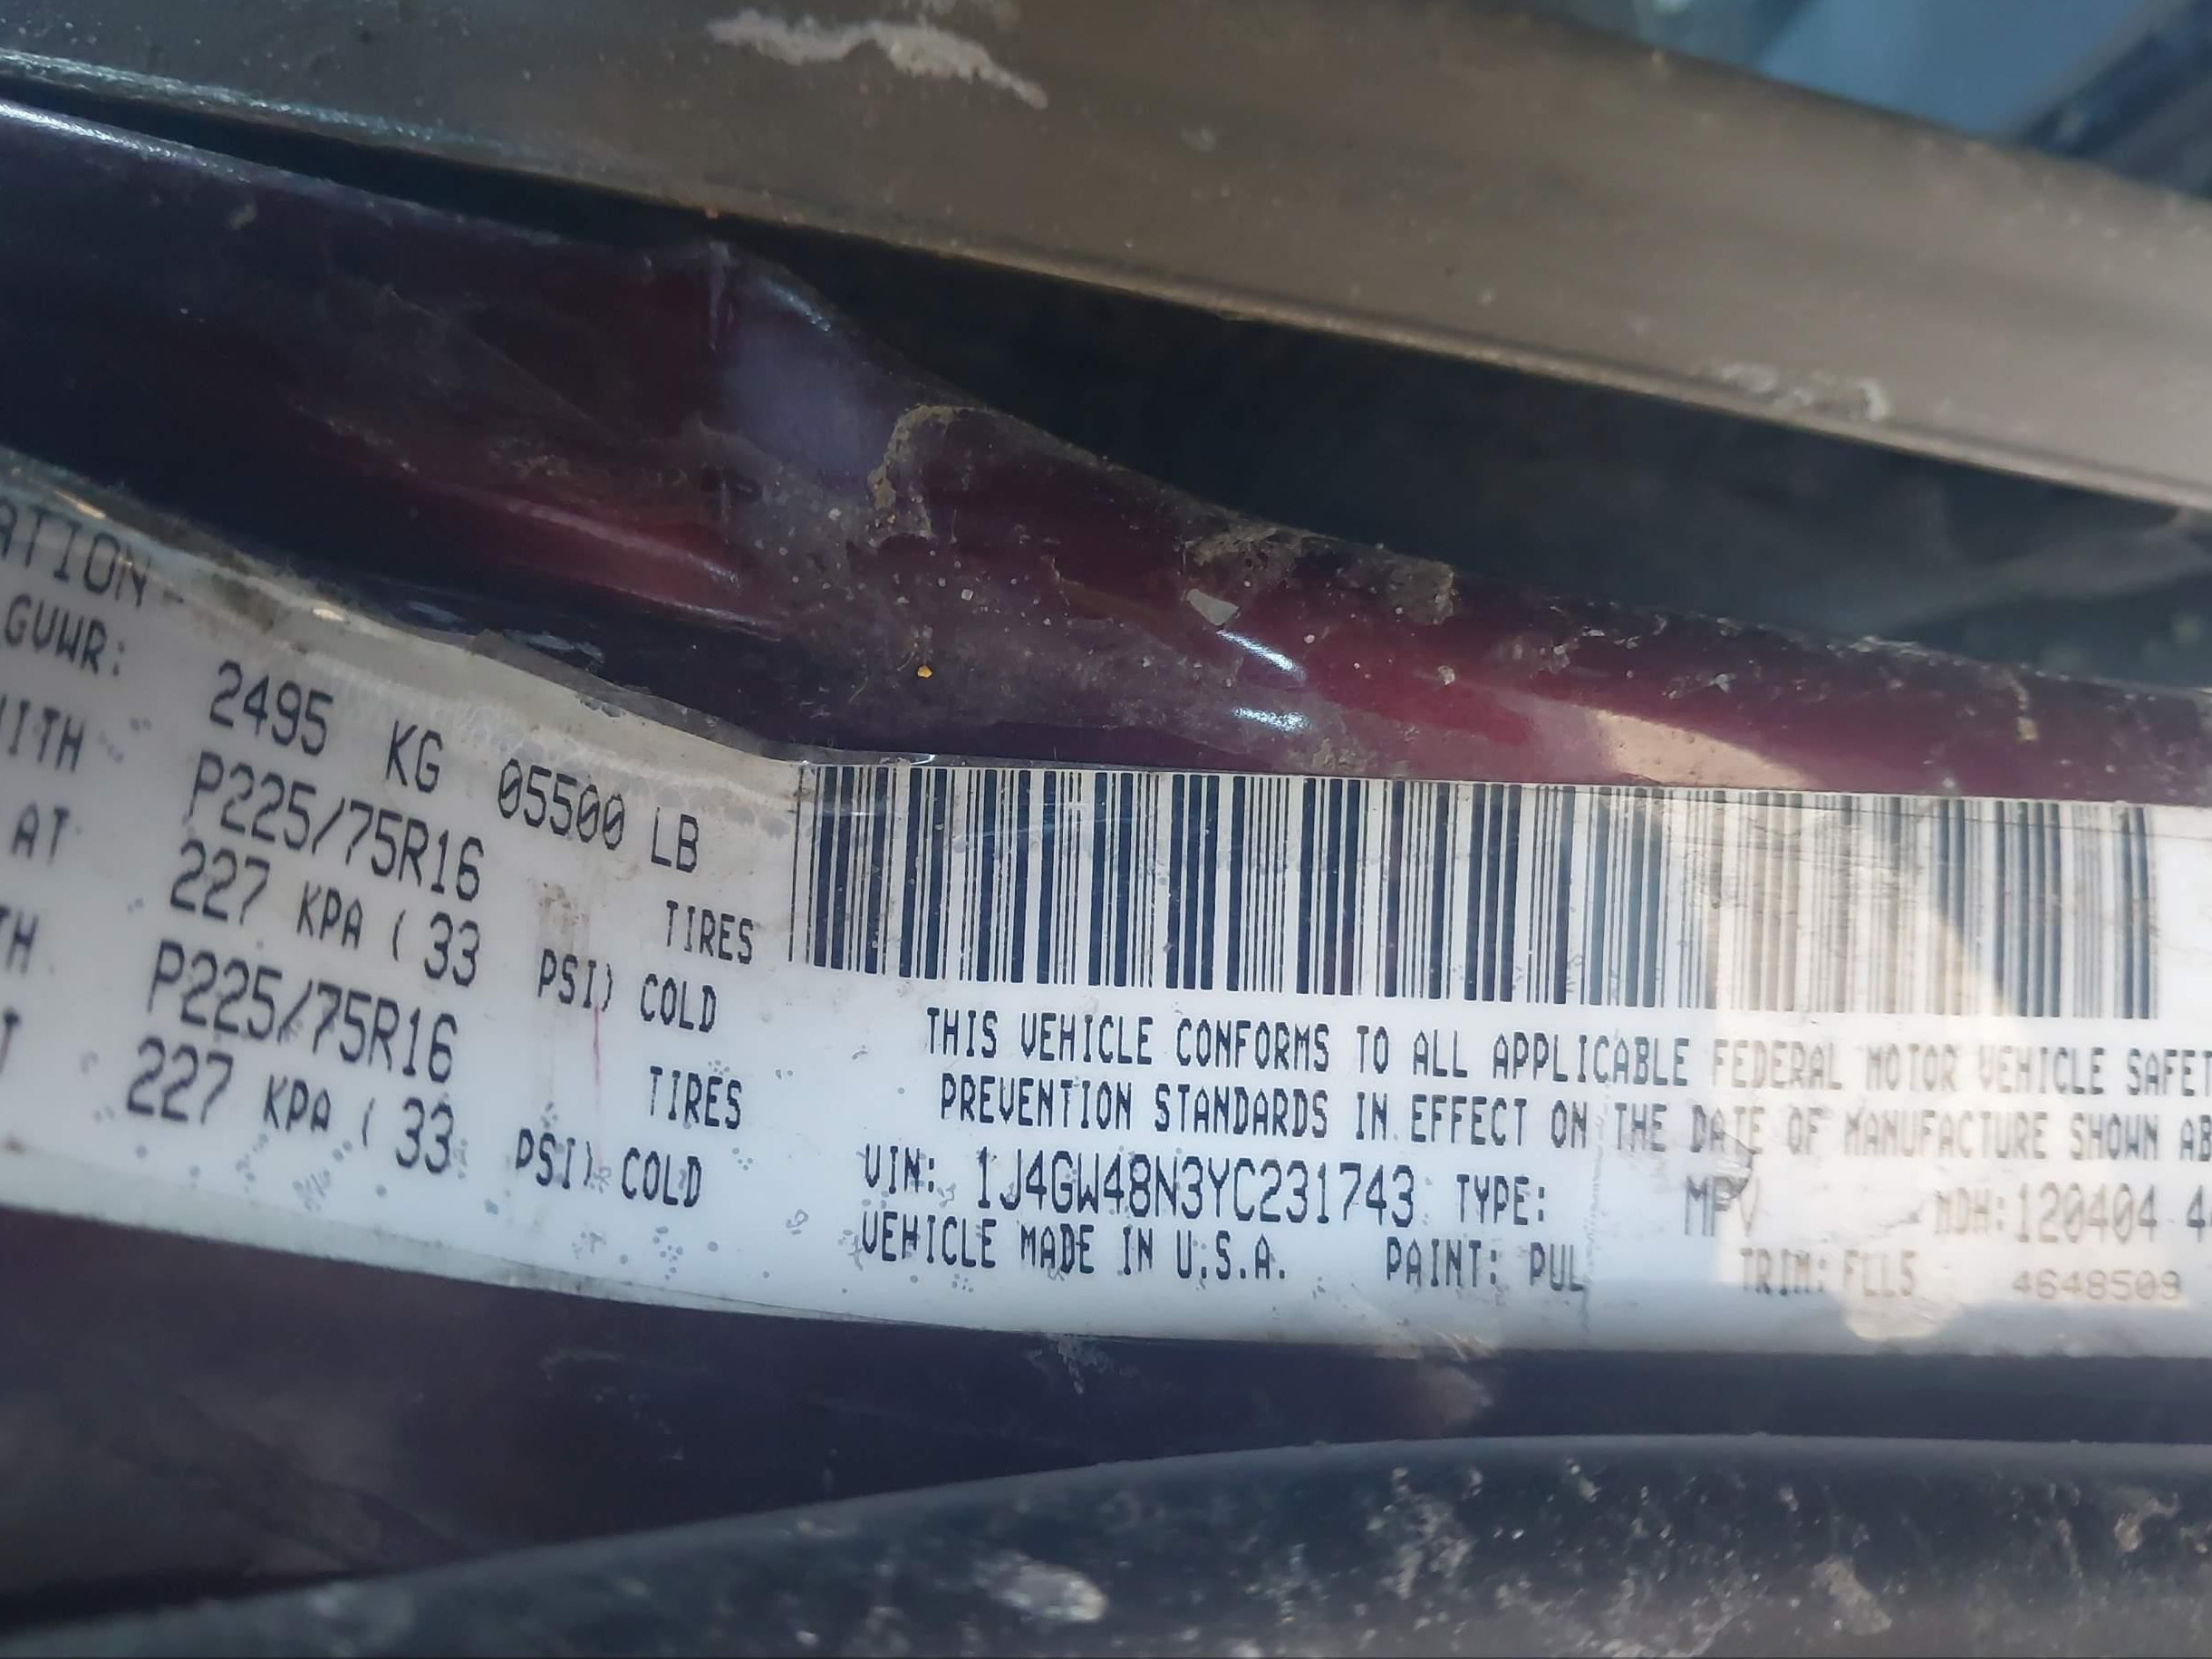 ATION
GVWR: 2495 KG 05500 LB
WITH P225/75R16 TIRES
AT 227 KPA ( 33 PSI) COLD
TH P225/75R16 TIRES
T 227 KPA ( 33 PSI) COLD
THIS VEHICLE CONFORMS TO ALL APPLICABLE FEDERAL MOTOR VEHICLE SAFET
PREVENTION STANDARDS IN EFFECT ON THE DATE OF MANUFACTURE SHOWN AB
VIN: 1J4GW48N3YC231743 TYPE: MPV MDH:120404 4
VEHICLE MADE IN U.S.A. PAINT: PUL TRIM: FLL5 4648509